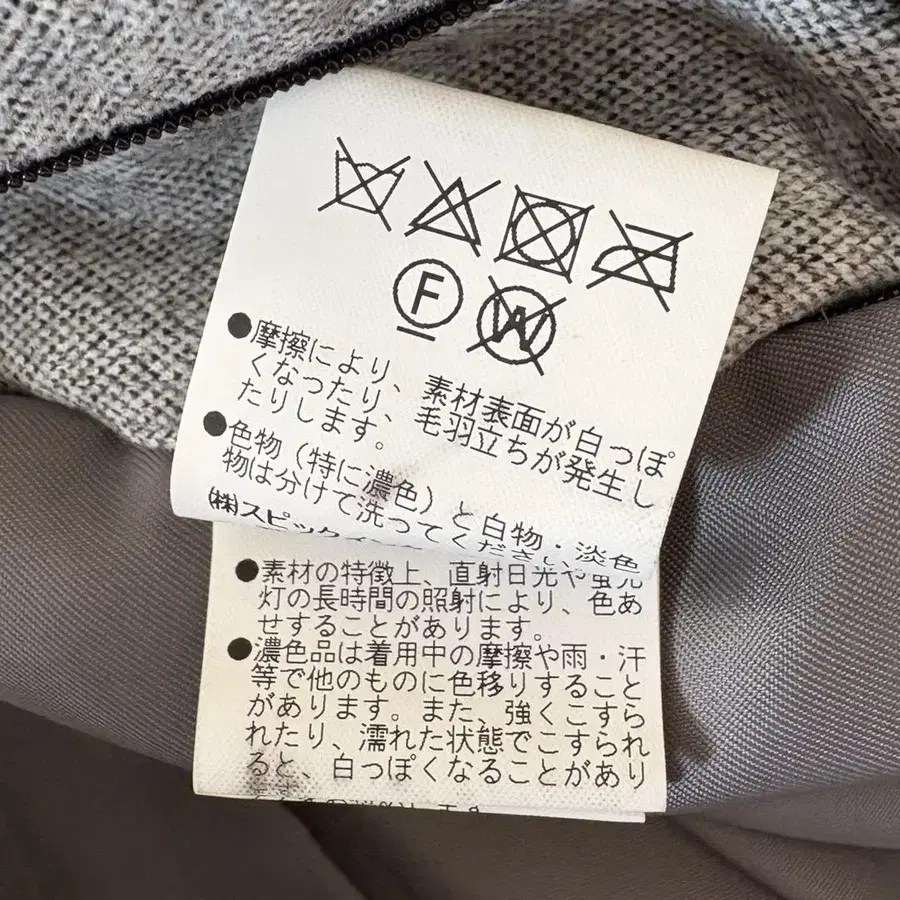 F
W
●摩擦により、素材表面が白っぽ
くなったり、毛羽立ちが発生し
たりします。
●色物（特に濃色）と白物・淡色
物は分けて洗ってください。
㈱スピック
●素材の特徴上、直射日光や蛍光
灯の長時間の照射により、色あ
せすることがあります。
●濃色品は着用中の摩擦や雨・汗
等で他のものに色移りすること
があります。また、強くこすら
れたり、濡れた状態でこすられ
ると、白っぽくなることがあり